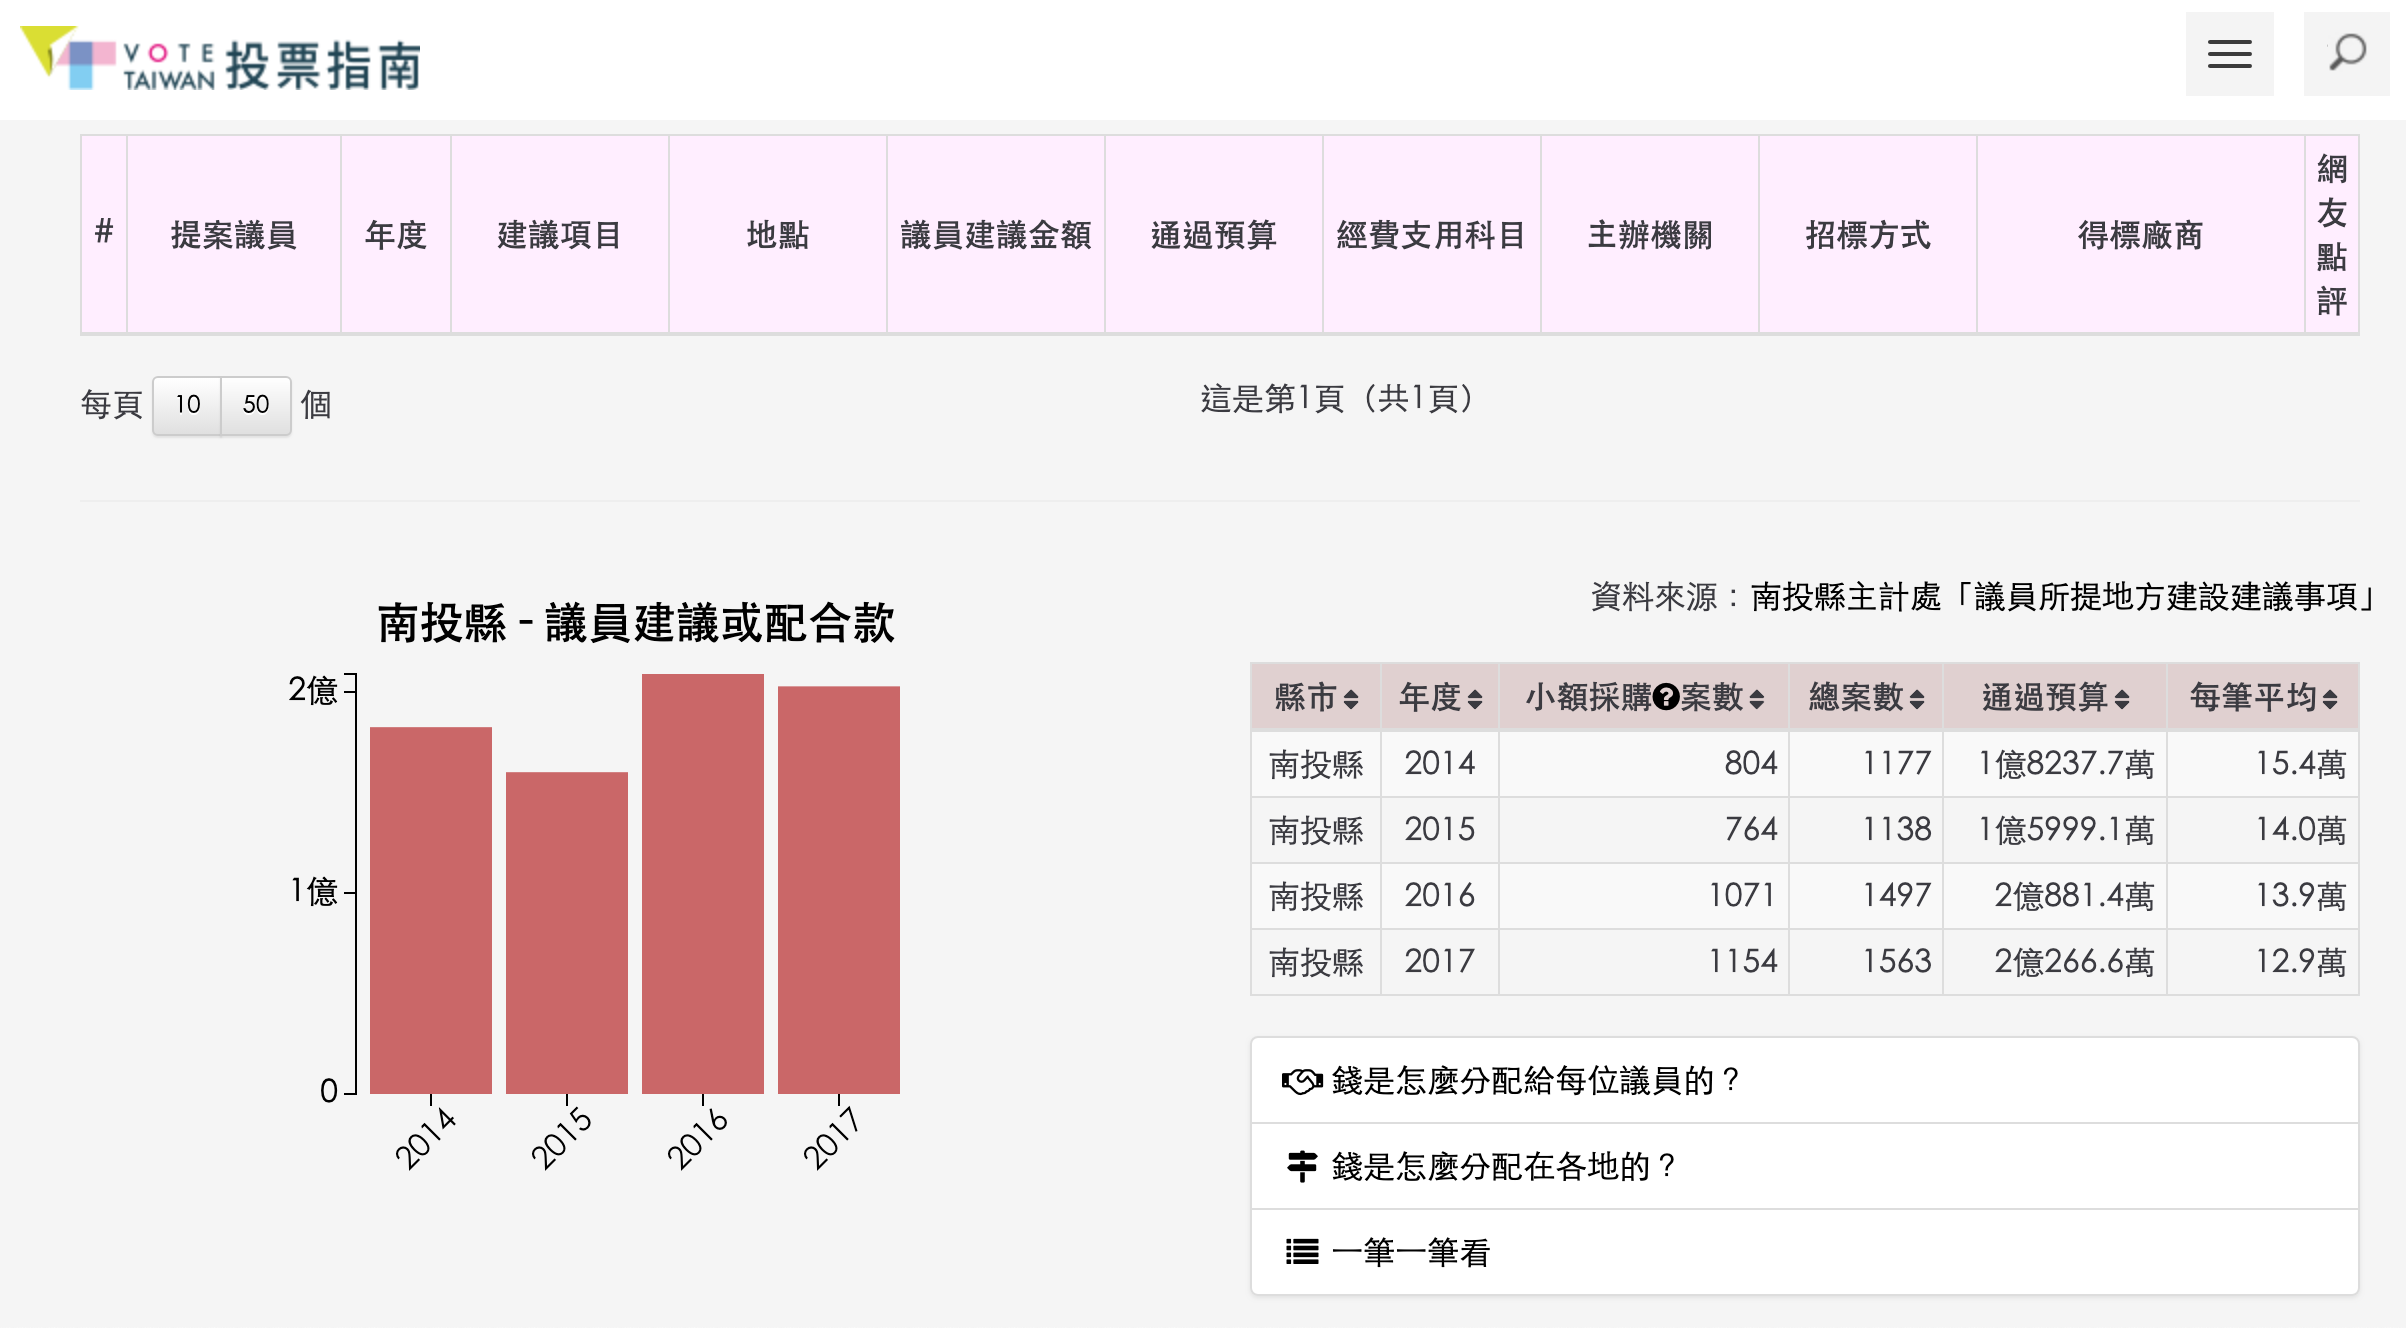 VOTE
TAIWAN 投票指南
# 提案議員 年度 建議項目 地點 議員建議金額 通過預算 經費支用科目 主辦機關 招標方式 得標廠商 網友點評
每頁 10 50 個
這是第1頁（共1頁）
資料來源：南投縣主計處「議員所提地方建設建議事項」
南投縣 - 議員建議或配合款
2億
1億
0
2014 2015 2016 2017
縣市 年度 小額採購?案數 總案數 通過預算 每筆平均
南投縣 2014 804 1177 1億8237.7萬 15.4萬
南投縣 2015 764 1138 1億5999.1萬 14.0萬
南投縣 2016 1071 1497 2億881.4萬 13.9萬
南投縣 2017 1154 1563 2億266.6萬 12.9萬
錢是怎麼分配給每位議員的？
錢是怎麼分配在各地的？
一筆一筆看